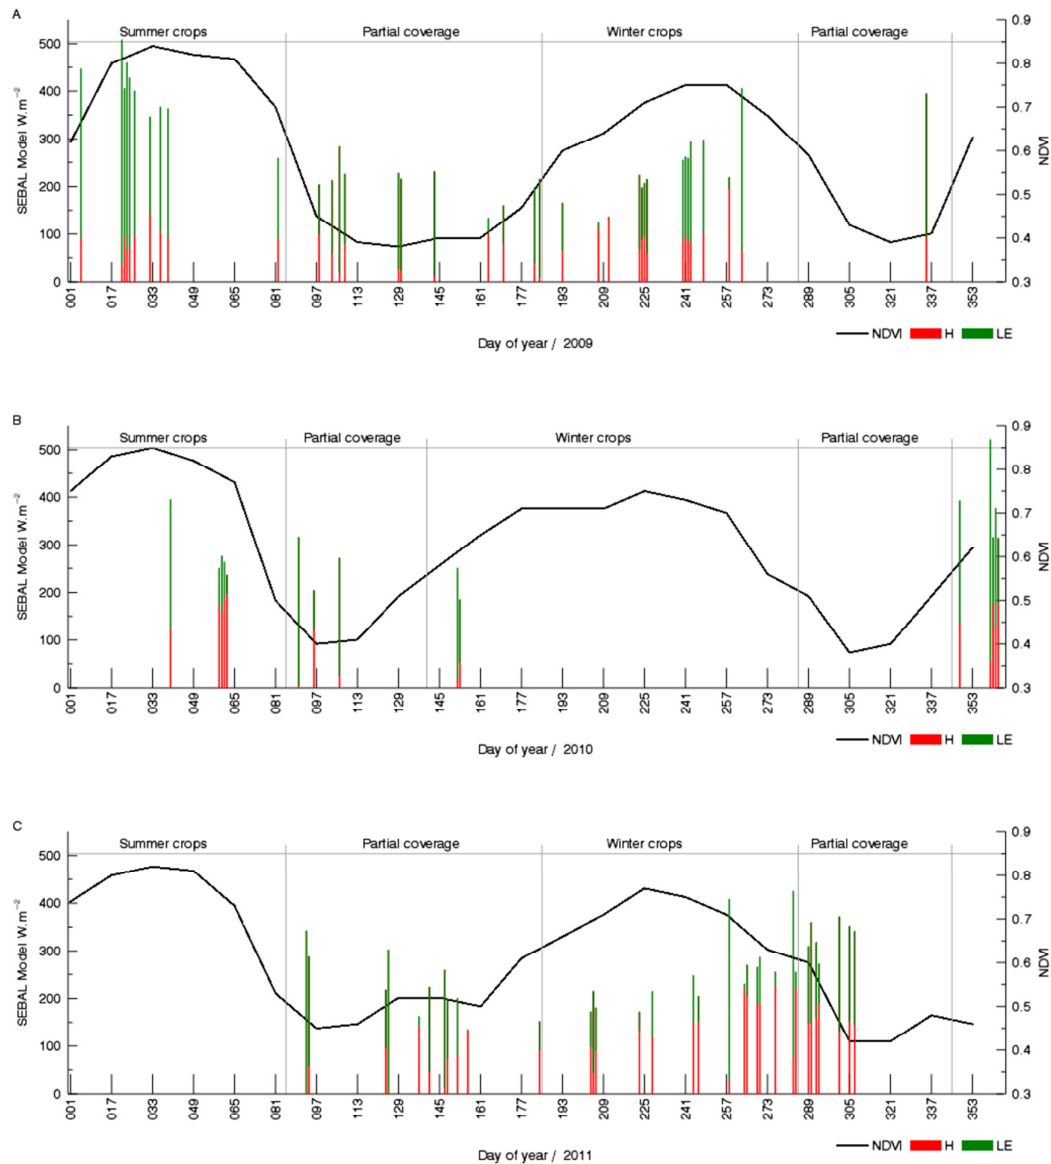 A
Summer crops Partial coverage Winter crops Partial coverage
SEBAL Model W.m−2
500
400
300
200
100
0
0.9
0.8
0.7
0.6
0.5
0.4
0.3
NDVI
001 017 033 049 065 081 097 113 129 145 161 177 193 209 225 241 257 273 289 305 321 337 353
NDVI H LE
Day of year / 2009
B
Summer crops Partial coverage Winter crops Partial coverage
SEBAL Model W.m−2
500
400
300
200
100
0
0.9
0.8
0.7
0.6
0.5
0.4
0.3
NDVI
001 017 033 049 065 081 097 113 129 145 161 177 193 209 225 241 257 273 289 305 321 337 353
NDVI H LE
Day of year / 2010
C
Summer crops Partial coverage Winter crops Partial coverage
SEBAL Model W.m−2
500
400
300
200
100
0
0.9
0.8
0.7
0.6
0.5
0.4
0.3
NDVI
001 017 033 049 065 081 097 113 129 145 161 177 193 209 225 241 257 273 289 305 321 337 353
NDVI H LE
Day of year / 2011